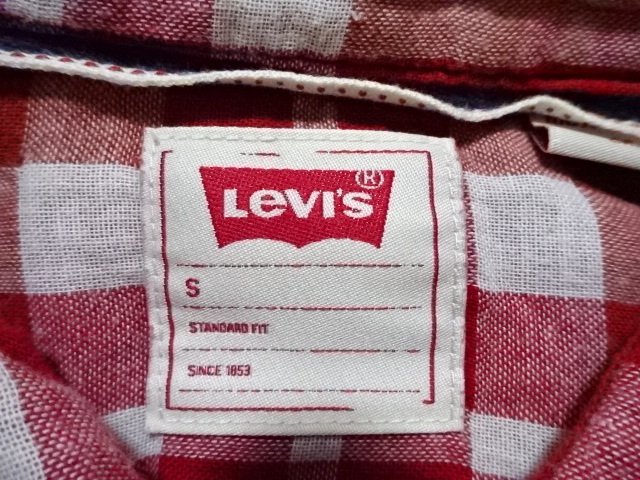 Levi's ®
S
STANDARD FIT
SINCE 1853